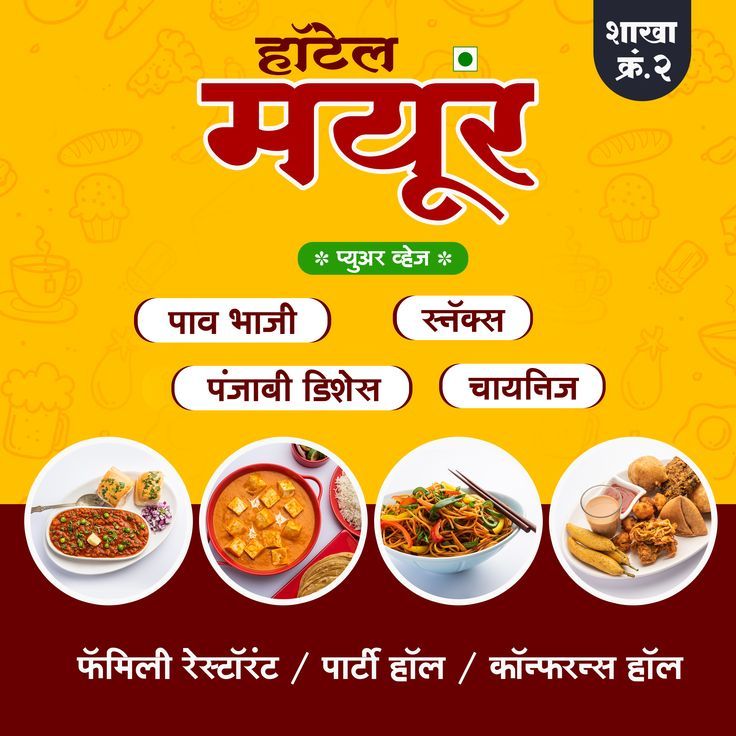 हॉटेल
मयूर
शाखा
क्रं.२
प्युअर व्हेज
पाव भाजी
स्नॅक्स
पंजाबी डिशेस
चायनिज
फॅमिली रेस्टॉरंट / पार्टी हॉल / कॉन्फरन्स हॉल